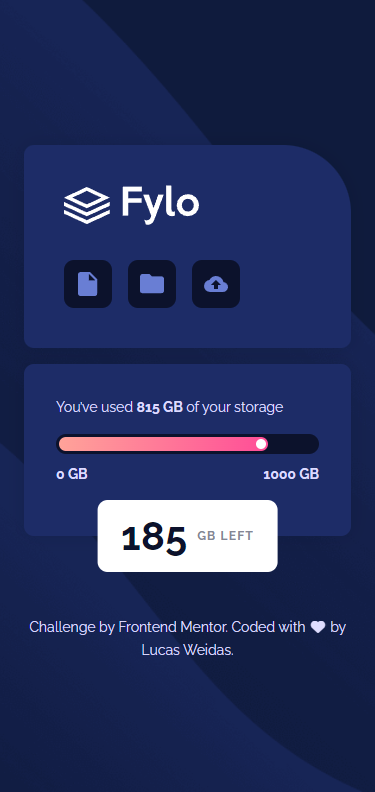 Fylo
You've used 815 GB of your storage
0 GB 1000 GB
185 GB LEFT
Challenge by Frontend Mentor. Coded with ♥ by
Lucas Weidas.